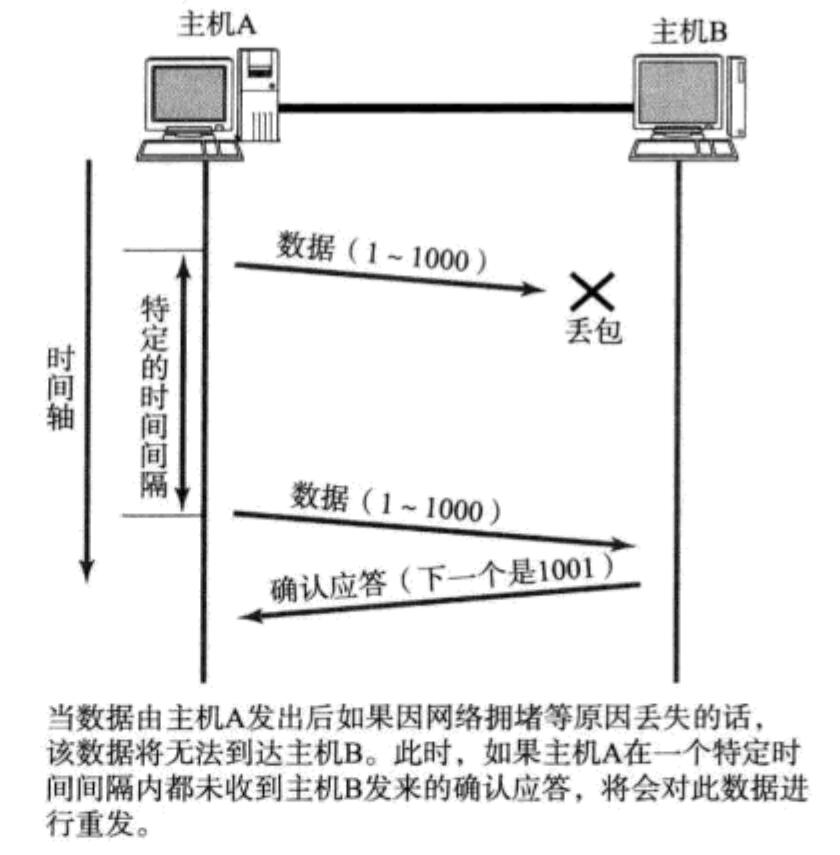 主机A
主机B
数据（1～1000）
丢包
特定的时间间隔
时间轴
数据（1～1000）
确认应答（下一个是1001）
当数据由主机A发出后如果因网络拥堵等原因丢失的话，
该数据将无法到达主机B。此时，如果主机A在一个特定时
间间隔内都未收到主机B发来的确认应答，将会对此数据进
行重发。